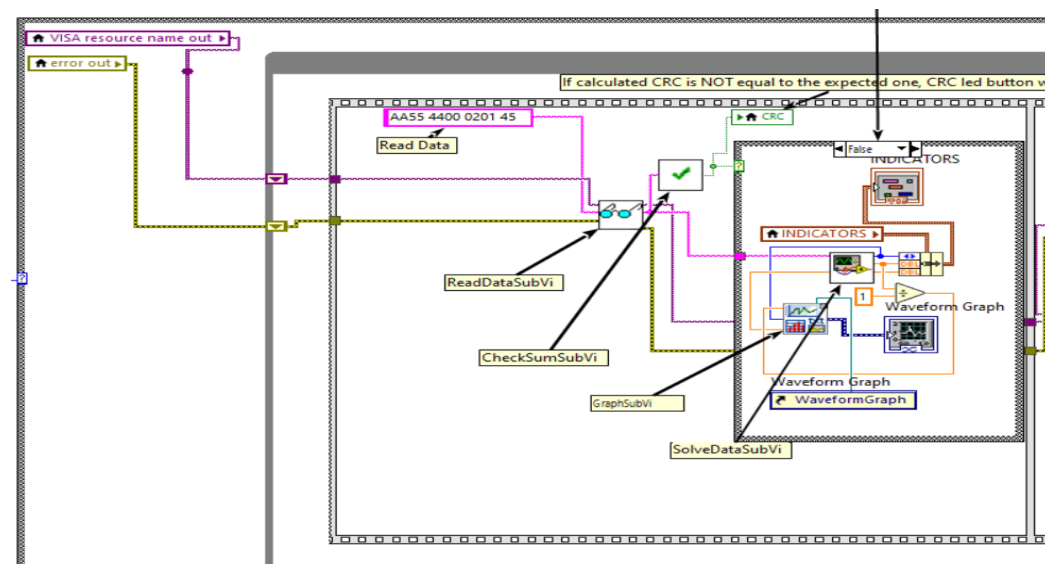 VISA resource name out
error out
If calculated CRC is NOT equal to the expected one, CRC led button w
AA55 4400 0201 45
CRC
Read Data
False
INDICATORS
?
INDICATORS
ReadDataSubVi
?
DBL
DBL
1
Waveform Graph
CheckSumSubVi
Waveform Graph
GraphSubVi
WaveformGraph
SolveDataSubVi